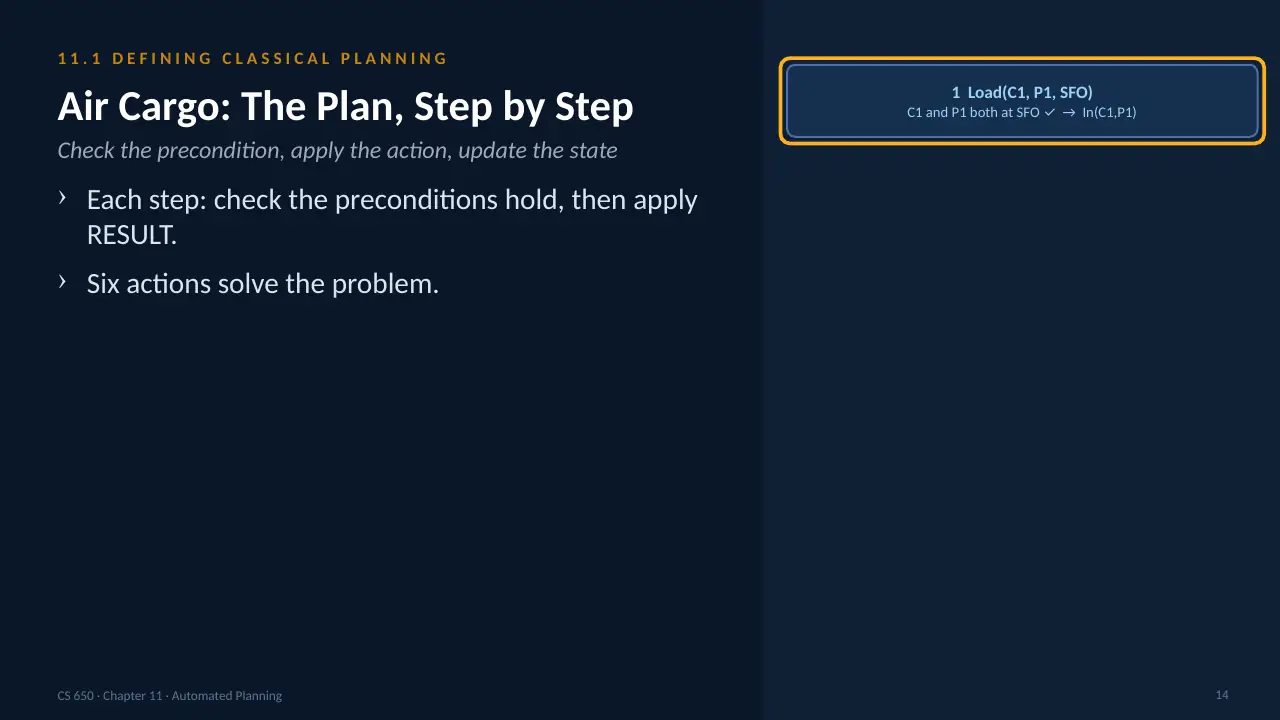 11.1 DEFINING CLASSICAL PLANNING
Air Cargo: The Plan, Step by Step
Check the precondition, apply the action, update the state
› Each step: check the preconditions hold, then apply
RESULT.
› Six actions solve the problem.
1 Load(C1, P1, SFO)
C1 and P1 both at SFO ✓ → In(C1,P1)
CS 650 · Chapter 11 · Automated Planning
14